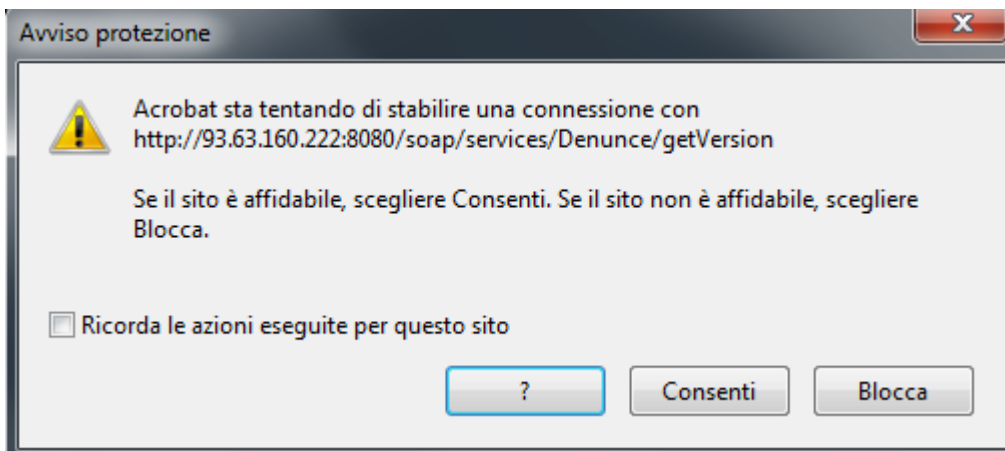 Avviso protezione
Acrobat sta tentando di stabilire una connessione con
http://93.63.160.222:8080/soap/services/Denunce/getVersion
Se il sito è affidabile, scegliere Consenti. Se il sito non è affidabile, scegliere
Blocca.
Ricorda le azioni eseguite per questo sito
?
Consenti
Blocca